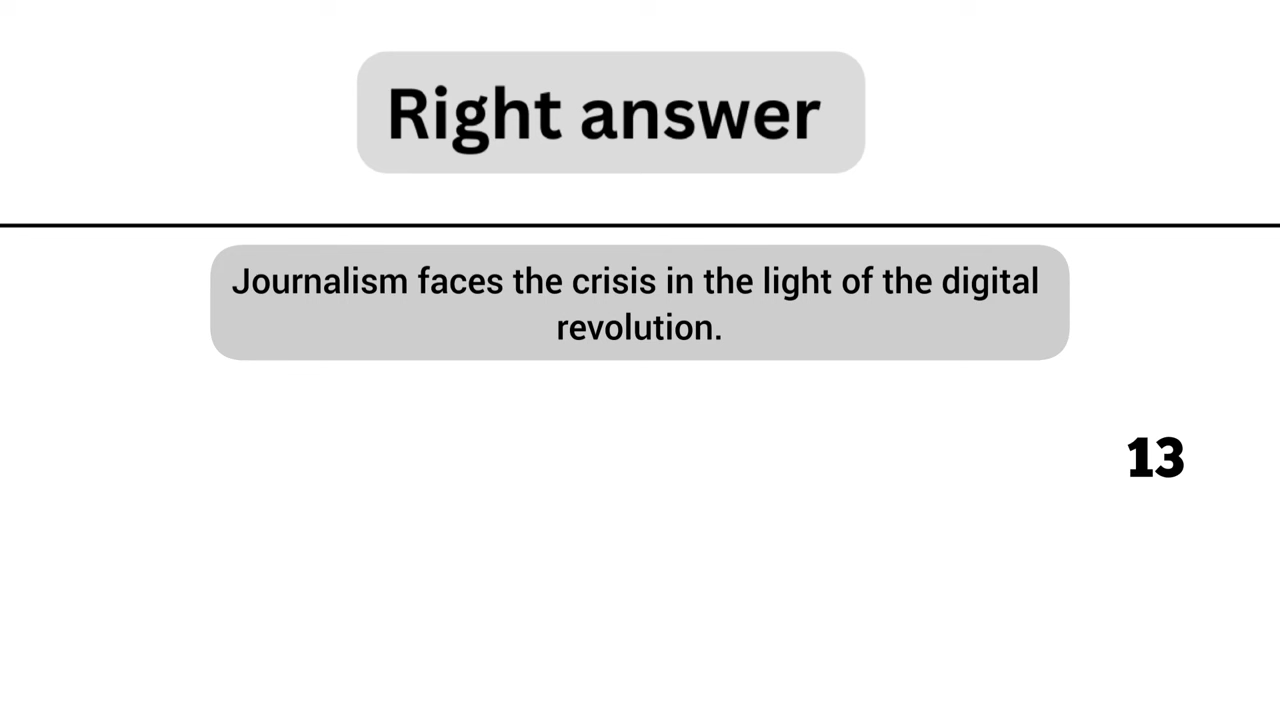 Right answer
Journalism faces the crisis in the light of the digital
revolution.
13